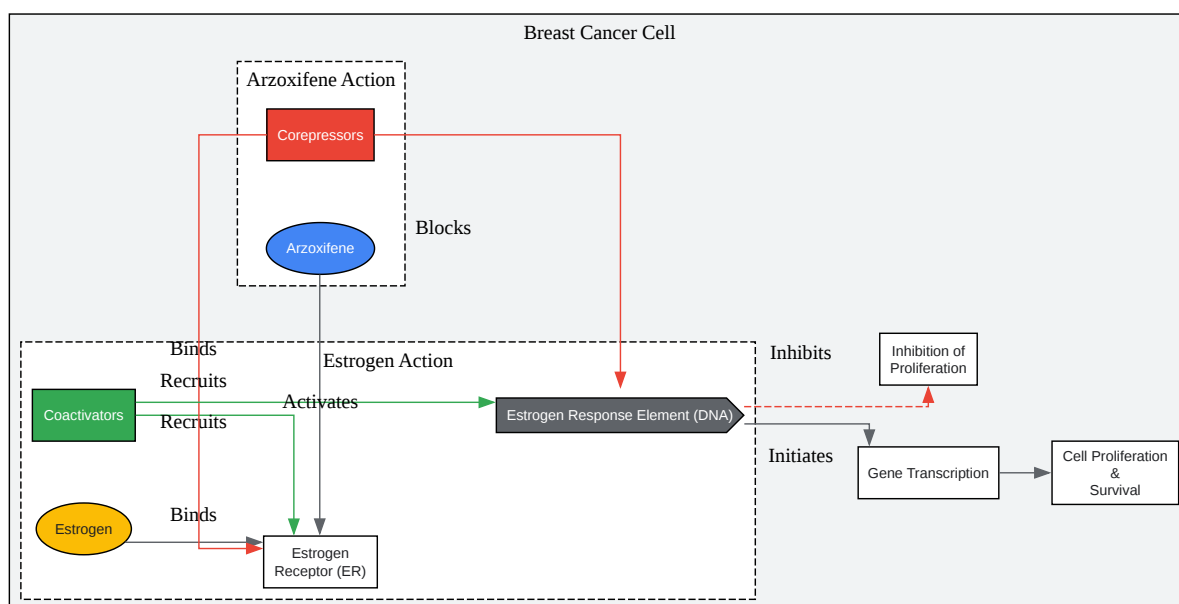 Breast Cancer Cell
Arzoxifene Action
Corepressors
Blocks
Arzoxifene
Binds
Estrogen Action
Inhibits
Inhibition of
Proliferation
Recruits
Coactivators
Activates
Recruits
Estrogen Response Element (DNA)
Initiates
Gene Transcription
Cell Proliferation
&
Survival
Estrogen
Binds
Estrogen
Receptor (ER)